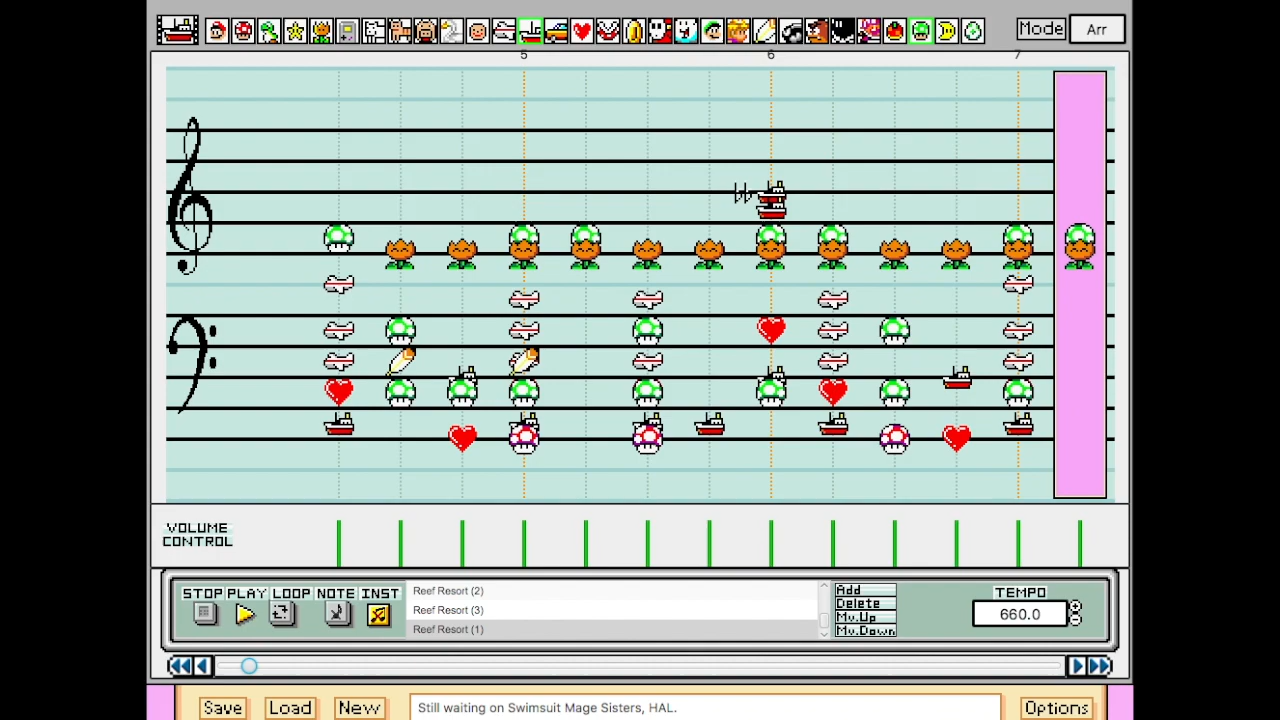 Mode Arr
5 6 7
VOLUME
CONTROL
STOP PLAY LOOP NOTE INST
Reef Resort (2)
Reef Resort (3)
Reef Resort (1)
Add
Delete
Mv.Up
Mv.Down
TEMPO
660.0
Save Load New Still waiting on Swimsuit Mage Sisters, HAL. Options